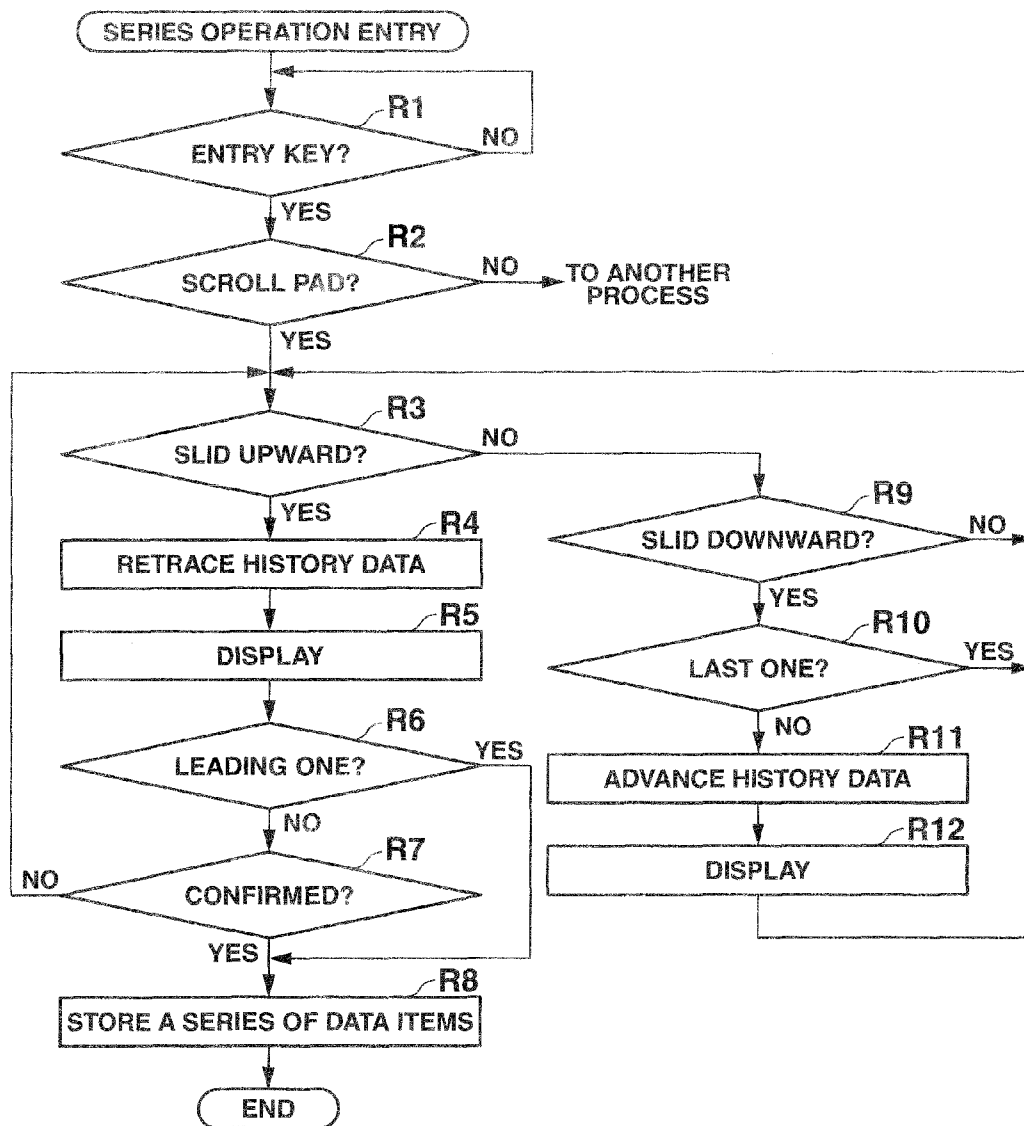 SERIES OPERATION ENTRY
R1
NO
ENTRY KEY?
YES
R2
NO
SCROLL PAD?
TO ANOTHER
PROCESS
YES
R3
NO
SLID UPWARD?
YES
R4
RETRACE HISTORY DATA
R5
DISPLAY
R6
YES
LEADING ONE?
NO
R7
NO
CONFIRMED?
YES
R8
STORE A SERIES OF DATA ITEMS
END
R9
NO
SLID DOWNWARD?
YES
R10
YES
LAST ONE?
NO
R11
ADVANCE HISTORY DATA
R12
DISPLAY